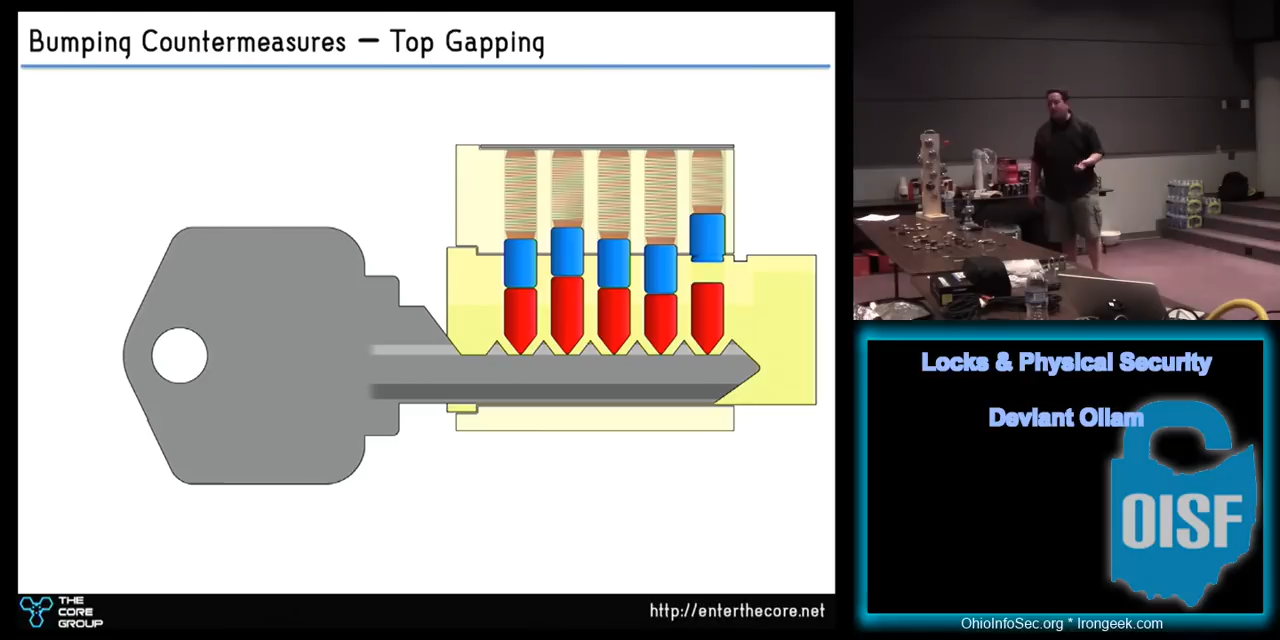 Bumping Countermeasures — Top Gapping
THE
CORE
GROUP
http://enterthecore.net
Locks & Physical Security
Deviant Ollam
OISF
OhioInfoSec.org * Irongeek.com